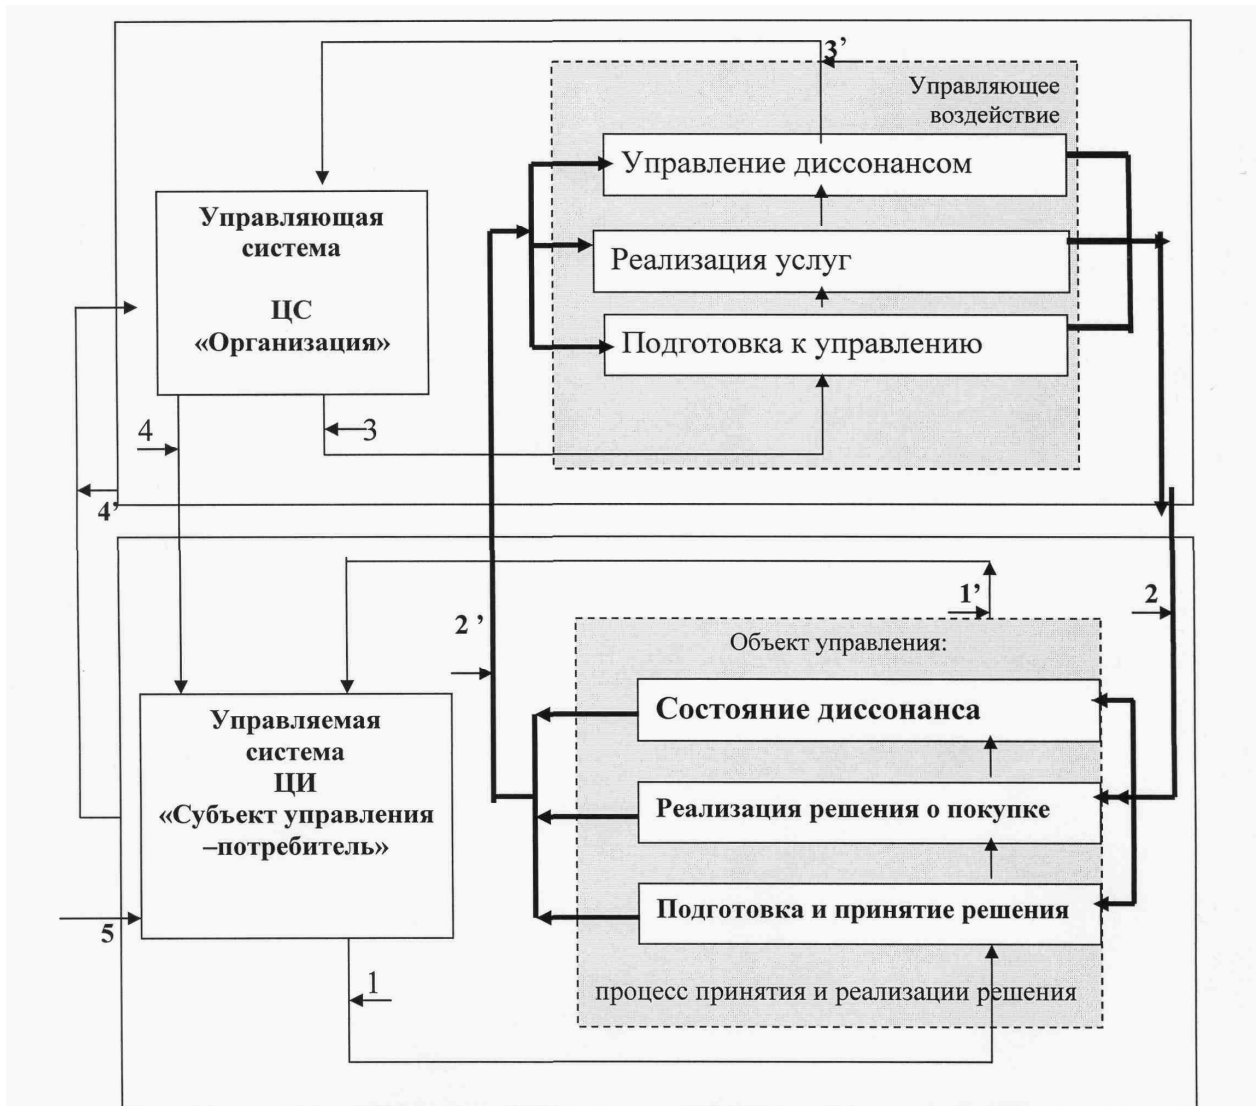 3’
Управляющее
воздействие
Управление диссонансом
Управляющая
система
ЦС
«Организация»
Реализация услуг
Подготовка к управлению
4
3
4’
2 ’
1’
2
Объект управления:
Состояние диссонанса
Управляемая
система
ЦИ
«Субъект управления
–потребитель»
Реализация решения о покупке
Подготовка и принятие решения
5
1
процесс принятия и реализации решения